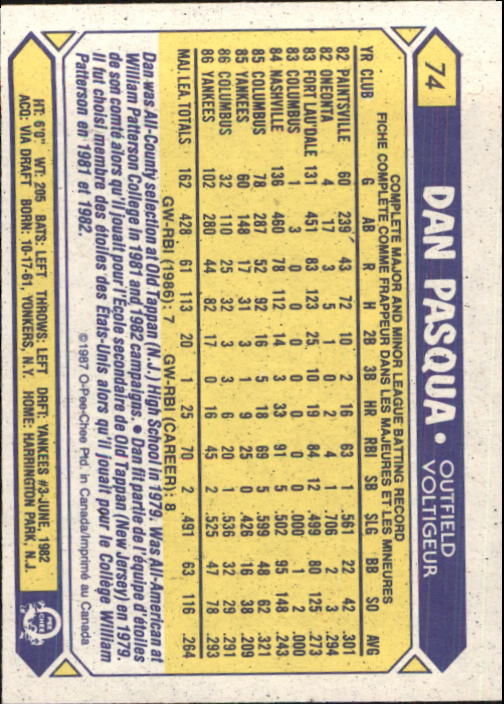 74
DAN PASQUA • OUTFIELD
VOLTIGEUR
COMPLETE MAJOR AND MINOR LEAGUE BATTING RECORD
FICHE COMPLÈTE COMME FRAPPEUR DANS LES MAJEURES ET LES MINEURES
YR CLUB G AB R H 2B 3B HR RBI SB SLG BB SO AVG
82 PAINTSVILLE 60 239 43 72 10 2 16 63 1 .561 22 42 .301
82 ONEONTA 4 17 3 5 1 0 2 4 1 .706 2 3 .294
83 FORT LAU'DALE 131 451 83 123 25 10 19 84 12 .499 80 125 .273
83 COLUMBUS 1 3 0 0 0 0 0 0 0 .000 1 2 .000
84 NASHVILLE 136 460 78 112 14 3 33 91 5 .502 95 148 .243
85 COLUMBUS 78 287 52 92 16 5 18 69 5 .599 48 62 .321
85 YANKEES 60 148 17 31 3 1 9 25 0 .426 16 38 .209
86 COLUMBUS 32 110 25 32 3 3 6 20 1 .536 32 29 .291
86 YANKEES 102 280 44 82 17 0 16 45 2 .525 47 78 .293
MAJ. LEA. TOTALS 162 428 61 113 20 1 25 70 2 .491 63 116 .264
GW-RBI (1986): 7 GW-RBI (CAREER): 8
Dan was All-County selection at Old Tappan (N.J.) High School in 1979. Was All-American at
William Patterson College in 1981 and 1982 campaigns. • Dan fit partie de l'équipe d'étoiles
de son comté alors qu'il jouait pour l'École secondaire de Old Tappan (New Jersey) en 1979.
Il fut choisi membre des étoiles des États-Unis alors qu'il jouait pour le Collège William
Patterson en 1981 et 1982.
©1987 O-Pee-Chee Ptd. in Canada/Imprimé au Canada
HT: 6'0" WT: 205 BATS: LEFT THROWS: LEFT DRFT: YANKEES #3-JUNE, 1982
ACQ: VIA DRAFT BORN: 10-17-61, YONKERS, N.Y. HOME: HARRINGTON PARK, N.J.
O
PEE
CHEE